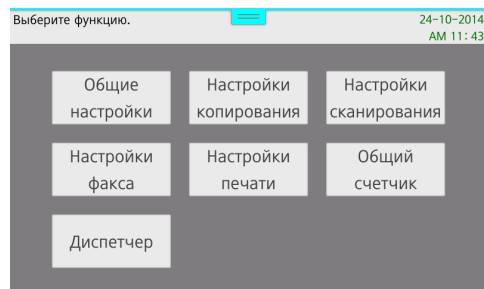 Выберите функцию.
24-10-2014
AM 11:43
Общие
настройки
Настройки
копирования
Настройки
сканирования
Настройки
факса
Настройки
печати
Общий
счетчик
Диспетчер